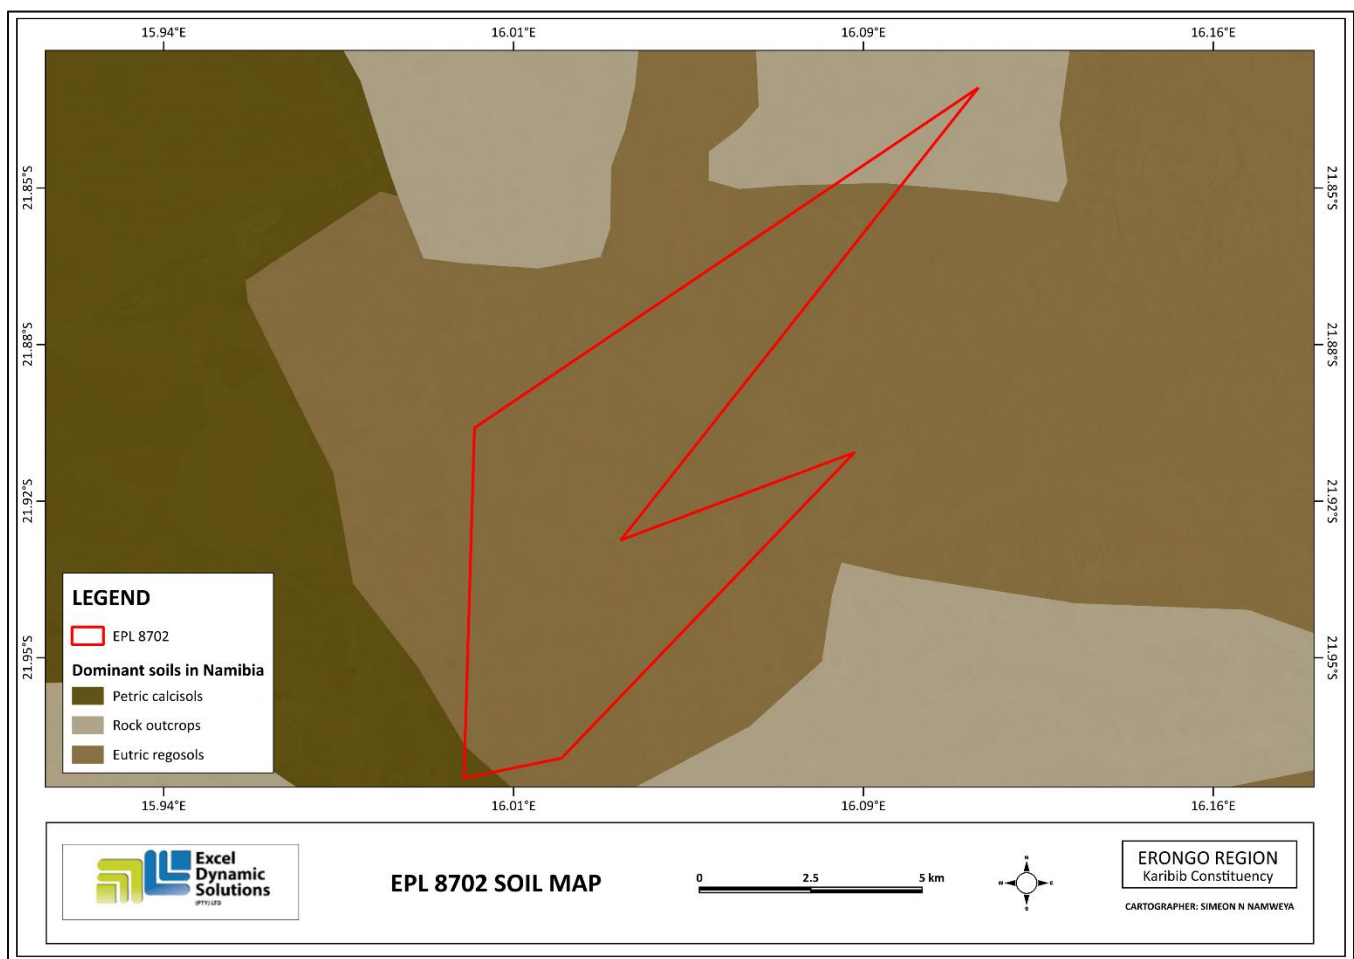 15.94°E 16.01°E 16.09°E 16.16°E
21.85°S 21.85°S
21.88°S 21.88°S
21.92°S 21.92°S
21.95°S 21.95°S
LEGEND
EPL 8702
Dominant soils in Namibia
Petric calcisols
Rock outcrops
Eutric regosols
15.94°E 16.01°E 16.09°E 16.16°E
Excel
Dynamic
Solutions
(PTY) LTD
EPL 8702 SOIL MAP
0 2.5 5 km
N
W E
S
ERONGO REGION
Karibib Constituency
CARTOGRAPHER: SIMEON N NAMWEYA